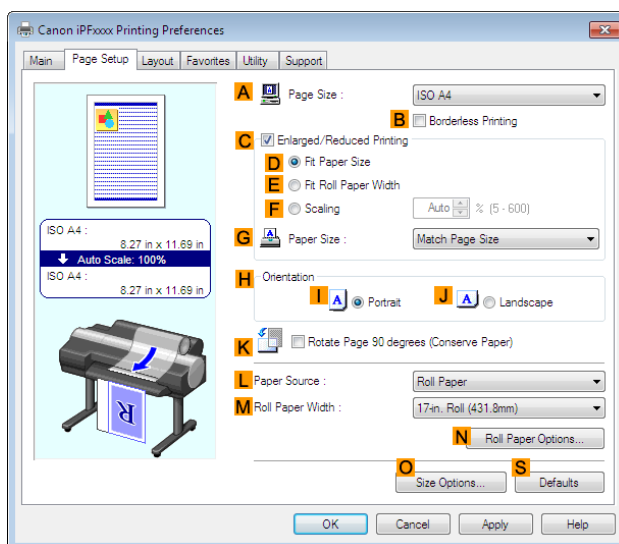 Canon iPFxxxx Printing Preferences
Main Page Setup Layout Favorites Utility Support
A Page Size : ISO A4
B Borderless Printing
C Enlarged/Reduced Printing
D Fit Paper Size
E Fit Roll Paper Width
F Scaling Auto % (5 - 600)
G Paper Size : Match Page Size
ISO A4 :
8.27 in x 11.69 in
Auto Scale: 100%
ISO A4 :
8.27 in x 11.69 in
H Orientation
I A Portrait J A Landscape
K Rotate Page 90 degrees (Conserve Paper)
R
L Paper Source : Roll Paper
M Roll Paper Width : 17-in. Roll (431.8mm)
N Roll Paper Options...
O Size Options... S Defaults
OK Cancel Apply Help